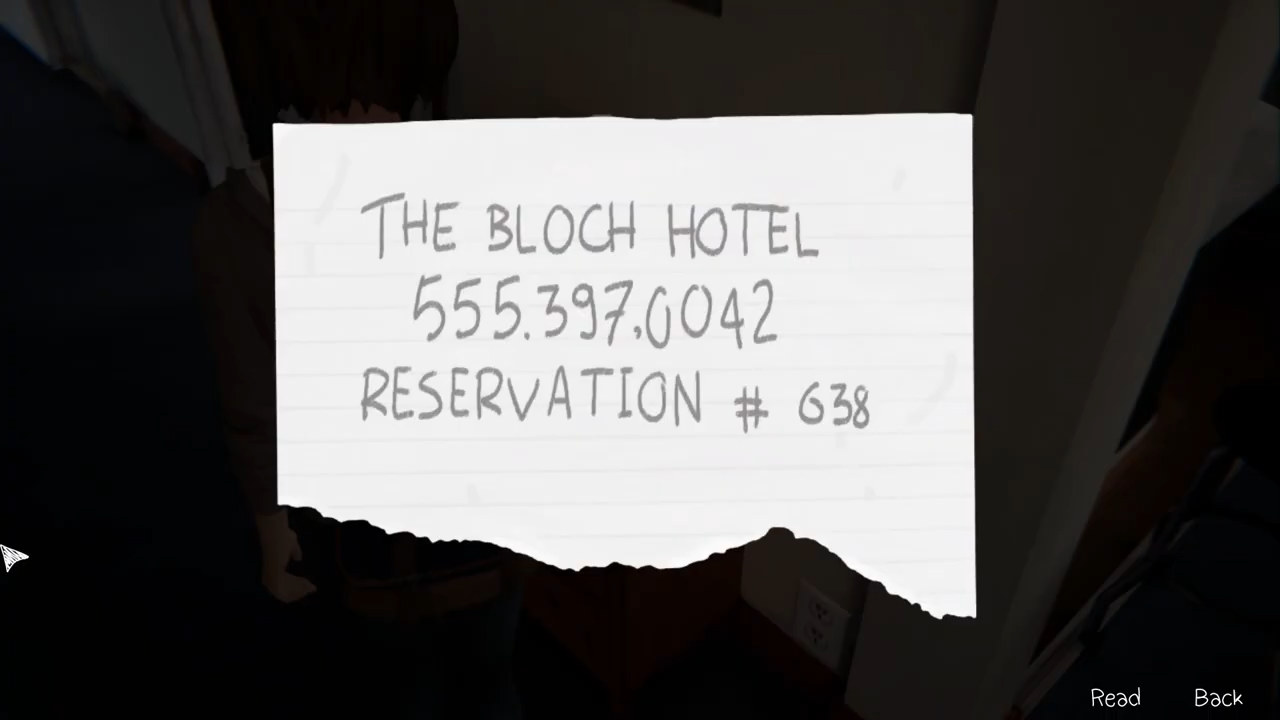 THE BLOCH HOTEL
555.397.0042
RESERVATION # 638
Read Back